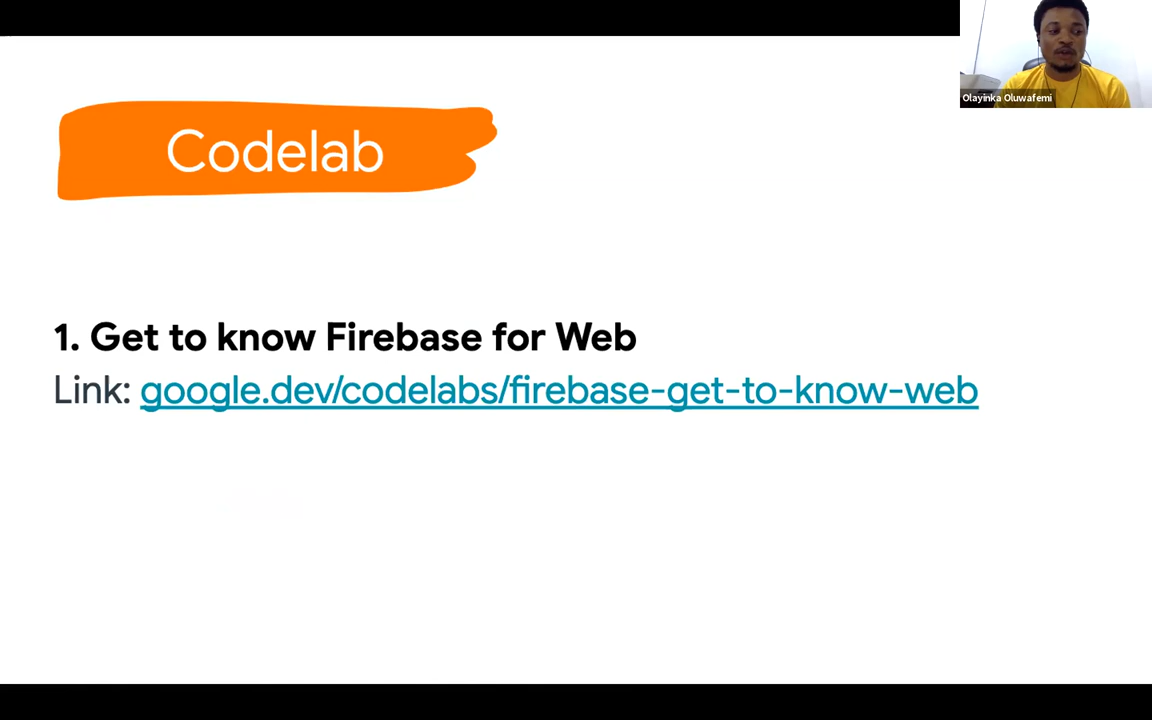 Olayinka Oluwafemi
Codelab
1. Get to know Firebase for Web
Link: google.dev/codelabs/firebase-get-to-know-web